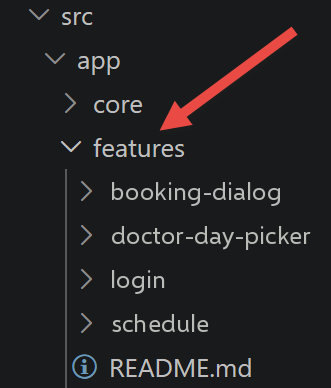 src
app
core
features
booking-dialog
doctor-day-picker
login
schedule
README.md